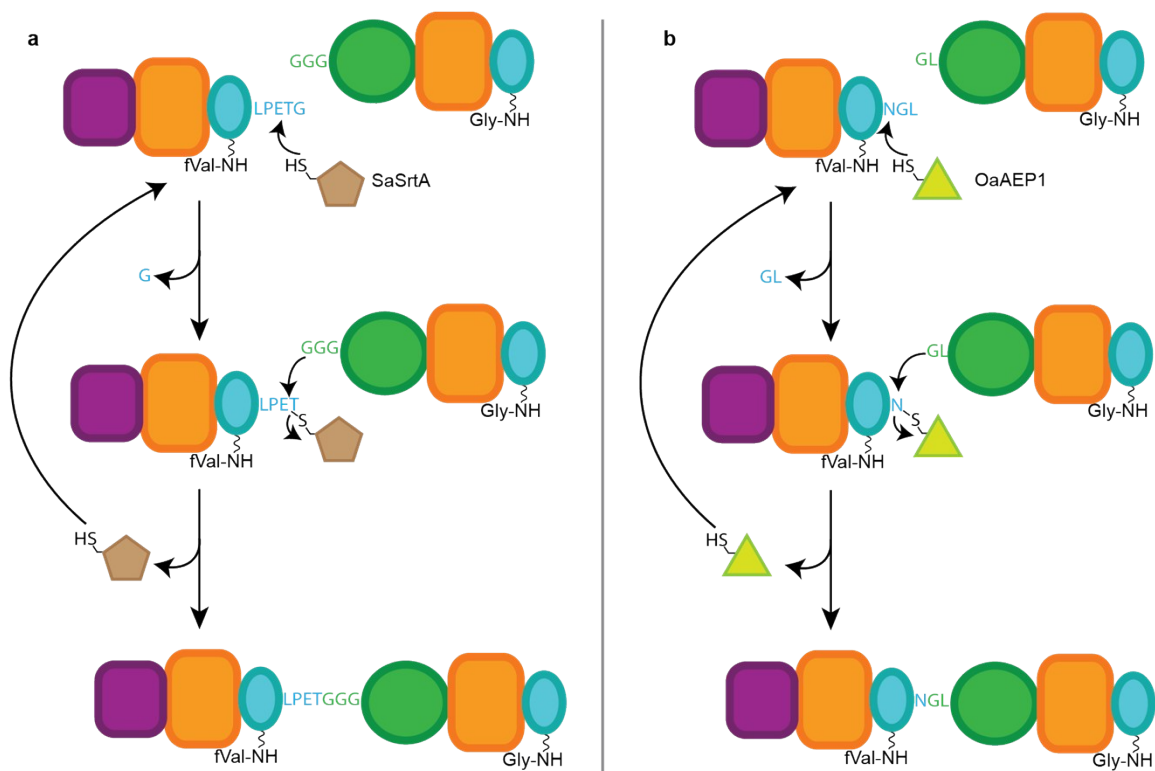 a
GGG
LPETG
Gly-NH
HS
fVal-NH
SaSrtA
G
GGG
LPET
S
Gly-NH
fVal-NH
HS
LPETGGG
fVal-NH
Gly-NH
b
GL
NGL
Gly-NH
HS
fVal-NH
OaAEP1
GL
GL
N
S
Gly-NH
fVal-NH
HS
NGL
fVal-NH
Gly-NH